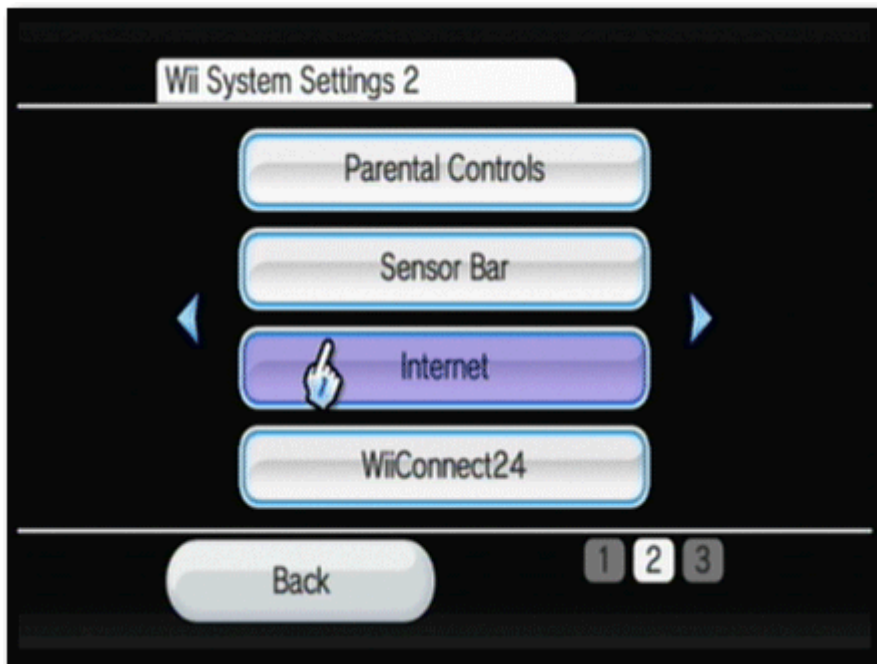 Wii System Settings 2
Parental Controls
Sensor Bar
Internet
WiiConnect24
Back
1 2 3